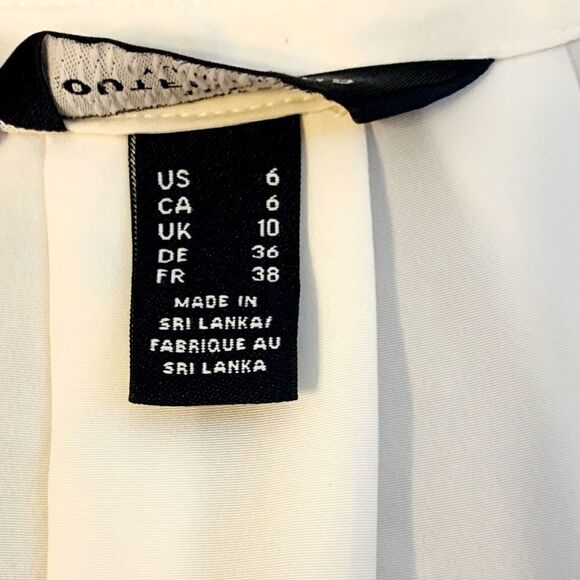 US 6
CA 6
UK 10
DE 36
FR 38
MADE IN
SRI LANKA/
FABRIQUE AU
SRI LANKA